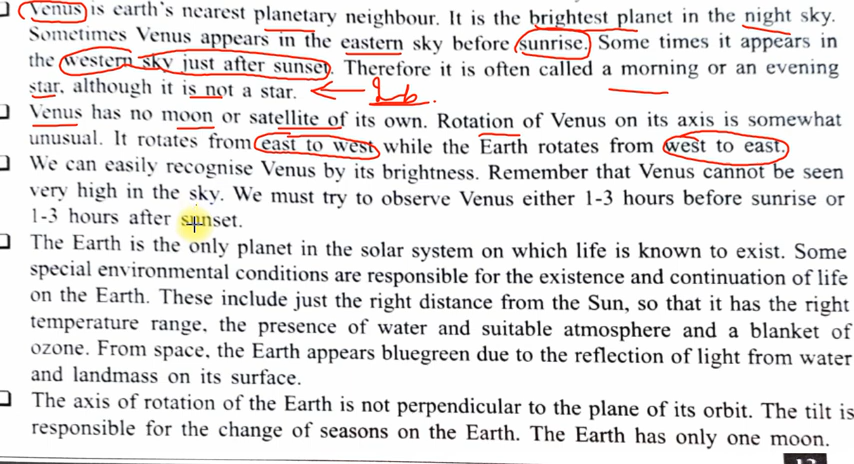 ❑ Venus is earth's nearest planetary neighbour. It is the brightest planet in the night sky.
Sometimes Venus appears in the eastern sky before sunrise. Some times it appears in
the western sky just after sunset. Therefore it is often called a morning or an evening
star, although it is not a star.
❑ Venus has no moon or satellite of its own. Rotation of Venus on its axis is somewhat
unusual. It rotates from east to west while the Earth rotates from west to east.
❑ We can easily recognise Venus by its brightness. Remember that Venus cannot be seen
very high in the sky. We must try to observe Venus either 1-3 hours before sunrise or
1-3 hours after sunset.
❑ The Earth is the only planet in the solar system on which life is known to exist. Some
special environmental conditions are responsible for the existence and continuation of life
on the Earth. These include just the right distance from the Sun, so that it has the right
temperature range, the presence of water and suitable atmosphere and a blanket of
ozone. From space, the Earth appears bluegreen due to the reflection of light from water
and landmass on its surface.
❑ The axis of rotation of the Earth is not perpendicular to the plane of its orbit. The tilt is
responsible for the change of seasons on the Earth. The Earth has only one moon.